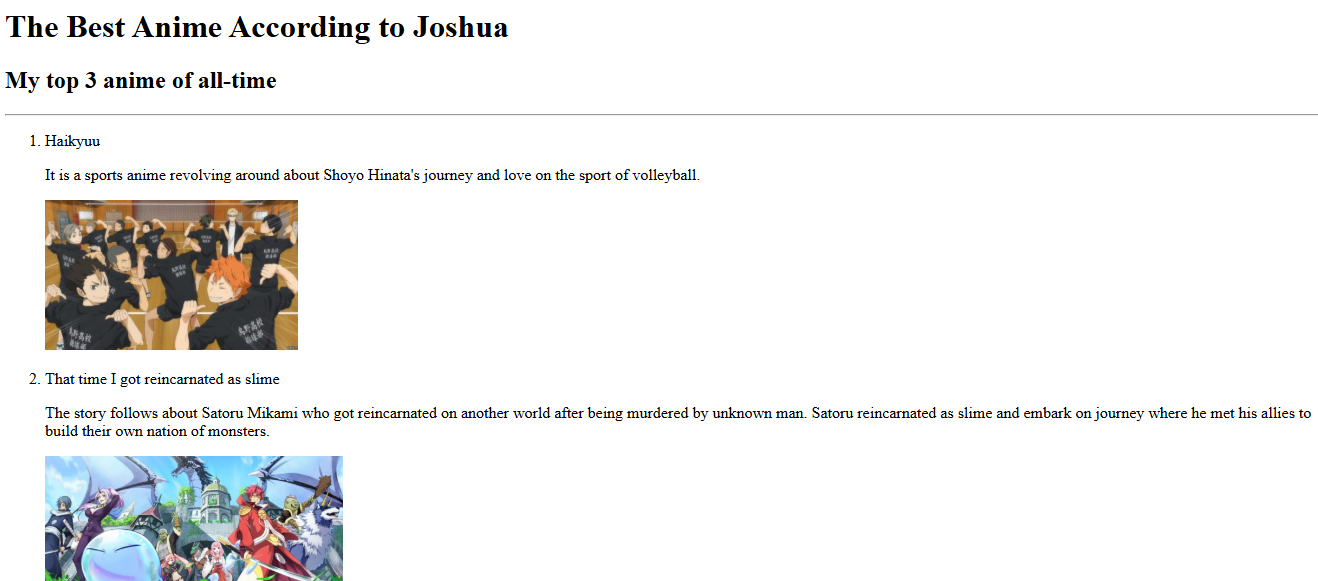 The Best Anime According to Joshua
My top 3 anime of all-time
1. Haikyuu
It is a sports anime revolving around about Shoyo Hinata's journey and love on the sport of volleyball.
2. That time I got reincarnated as slime
The story follows about Satoru Mikami who got reincarnated on another world after being murdered by unknown man. Satoru reincarnated as slime and embark on journey where he met his allies to
build their own nation of monsters.